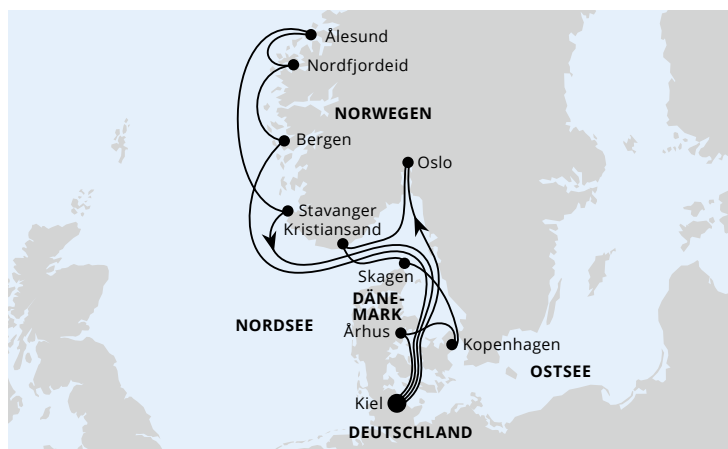 Ålesund
Nordfjordeid
NORWEGEN
Bergen
Oslo
Stavanger
Kristiansand
Skagen
DÄNE-
MARK
NORDSEE
Århus
Kopenhagen
OSTSEE
Kiel
DEUTSCHLAND